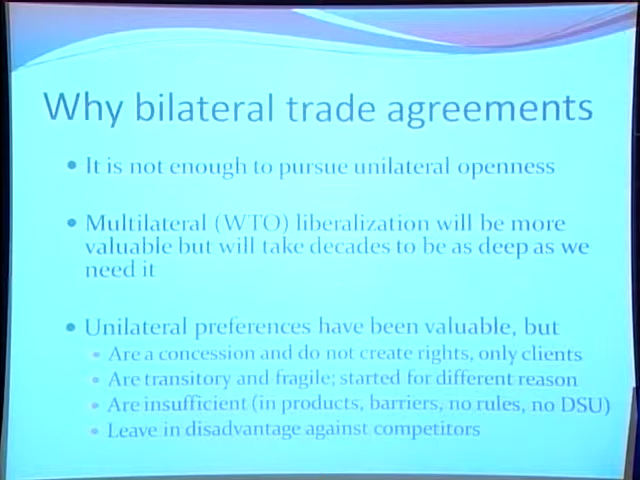 Why bilateral trade agreements
• It is not enough to pursue unilateral openness
• Multilateral (WTO) liberalization will be more
valuable but will take decades to be as deep as we
need it
• Unilateral preferences have been valuable, but
• Are a concession and do not create rights, only clients
• Are transitory and fragile; started for different reason
• Are insufficient (in products, barriers, no rules, no DSU)
• Leave in disadvantage against competitors